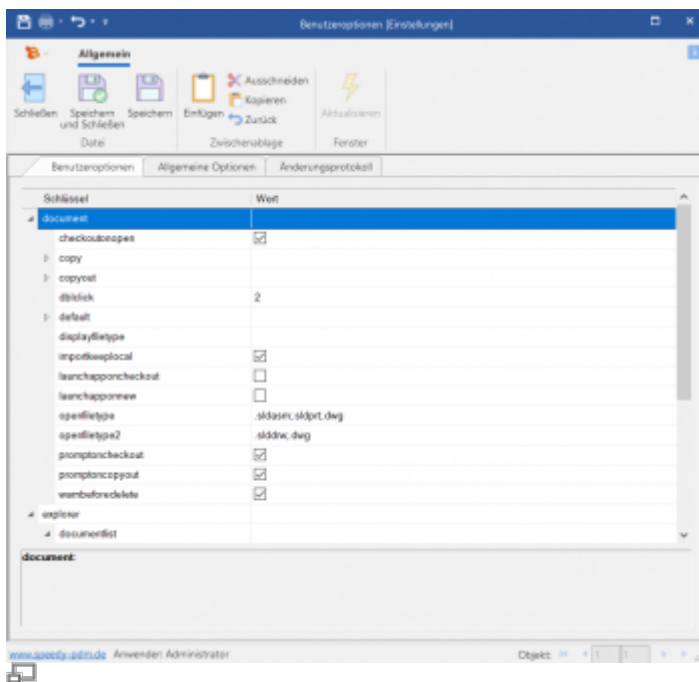 Benutzeroptionen [Einstellungen]
Allgemein
Schließen
Speichern und Schließen
Speichern
Einfügen
Ausschneiden
Kopieren
Zurück
Aktualisieren
Datei
Zwischenablage
Fenster
Benutzeroptionen
Allgemeine Optionen
Änderungsprotokoll
Schlüssel Wert
document
checkoutonopen
copy
copyout
dblclick 2
default
displayfiletype
importkeeplocal
launchapponcheckout
launchapponnew
openfiletype .sldasm;.sldprt;.dwg
openfiletype2 .slddrw;.dwg
promptoncheckout
promptoncopyout
warnbeforedelete
explorer
documentlist
document:
www.speedy-pdm.de Anwender: Administrator
Objekt: 1 1